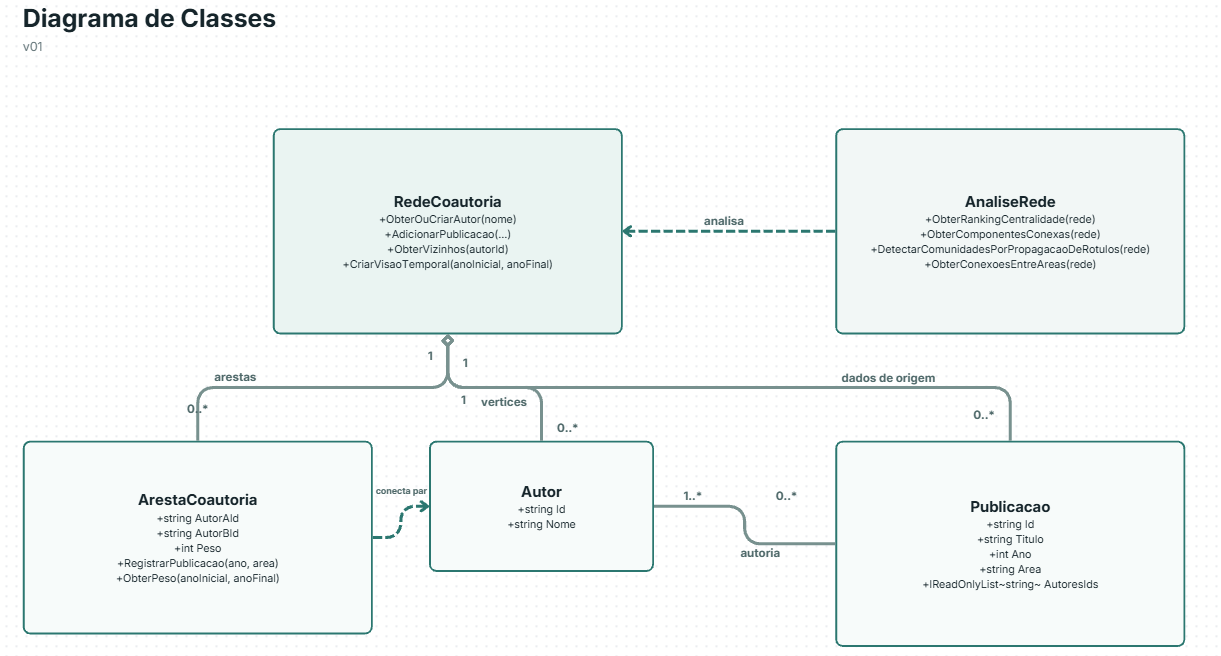 Diagrama de Classes
v01
RedeCoautoria
+ObterOuCriarAutor(nome)
+AdicionarPublicacao(...)
+ObterVizinhos(autorId)
+CriarVisaoTemporal(anoInicial, anoFinal)
analisa
AnaliseRede
+ObterRankingCentralidade(rede)
+ObterComponentesConexas(rede)
+DetectarComunidadesPorPropagacaoDeRotulos(rede)
+ObterConexoesEntreAreas(rede)
1
1
arestas
dados de origem
1
vertices
0..*
0..*
0..*
ArestaCoautoria
+string AutorAId
+string AutorBId
+int Peso
+RegistrarPublicacao(ano, area)
+ObterPeso(anoInicial, anoFinal)
conecta par
Autor
+string Id
+string Nome
1..*
0..*
autoria
Publicacao
+string Id
+string Titulo
+int Ano
+string Area
+IReadOnlyList~string~ AutoresIds